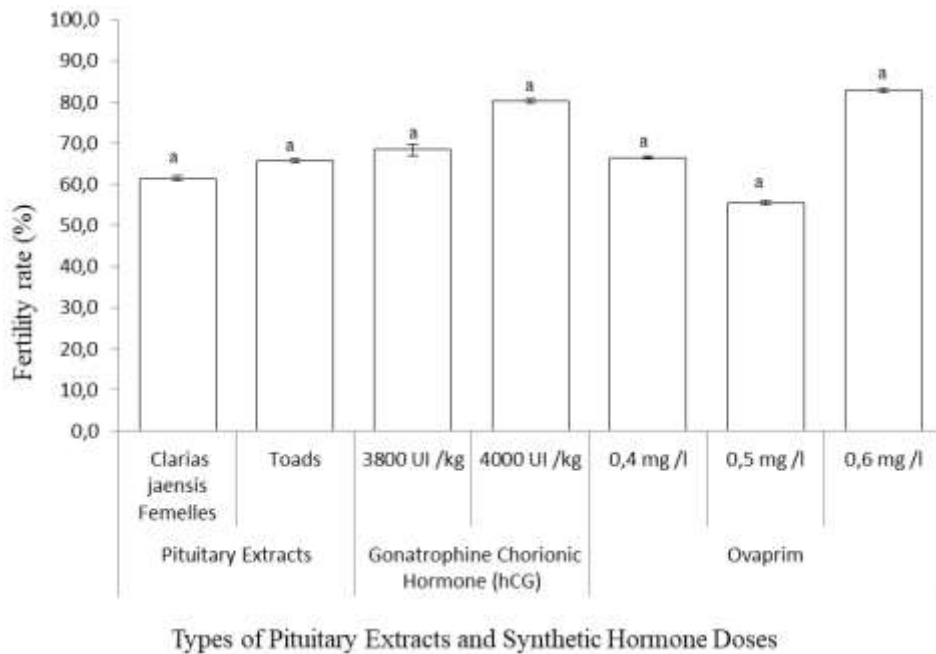 100,0
90,0
80,0
70,0
60,0
50,0
40,0
30,0
20,0
10,0
0,0
Fertility rate (%)
a
a
a
a
a
a
a
Clarias
jaensis
Femelles
Toads
3800 UI /kg
4000 UI /kg
0,4 mg /l
0,5 mg /l
0,6 mg /l
Pituitary Extracts
Gonatrophine Chorionic
Hormone (hCG)
Ovaprim
Types of Pituitary Extracts and Synthetic Hormone Doses